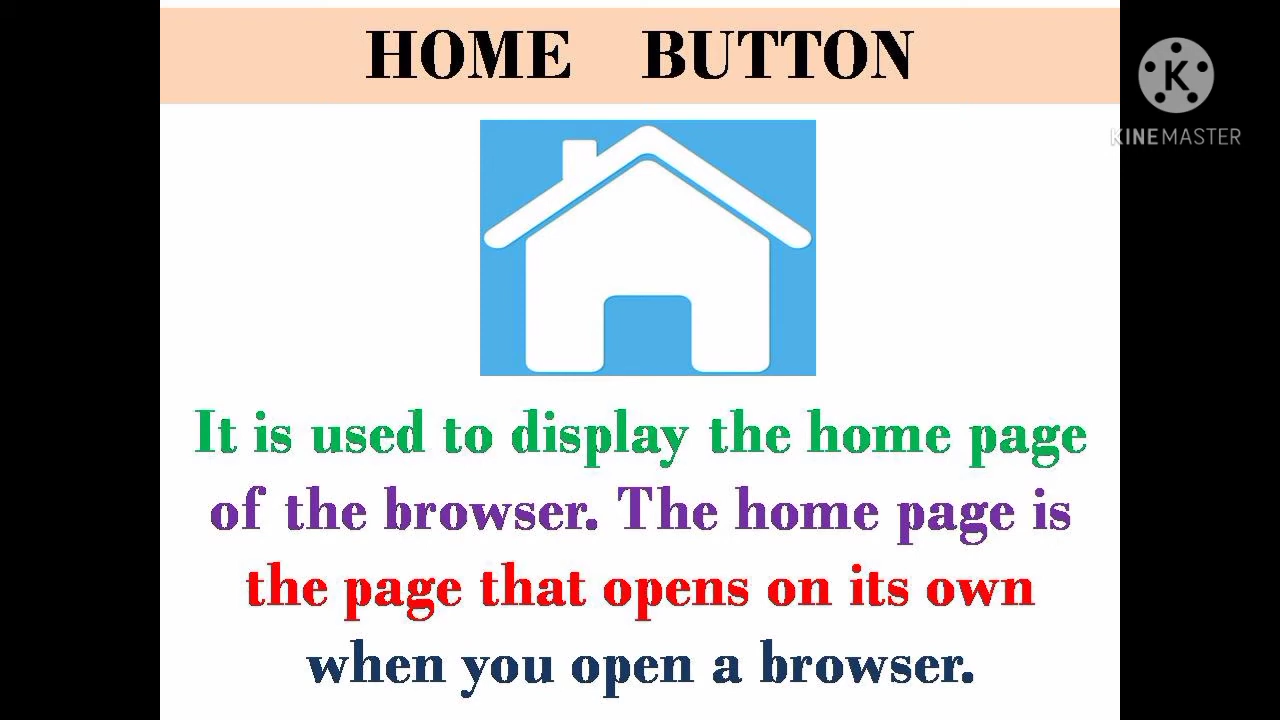 HOME BUTTON
K
KINEMASTER
It is used to display the home page
of the browser. The home page is
the page that opens on its own
when you open a browser.